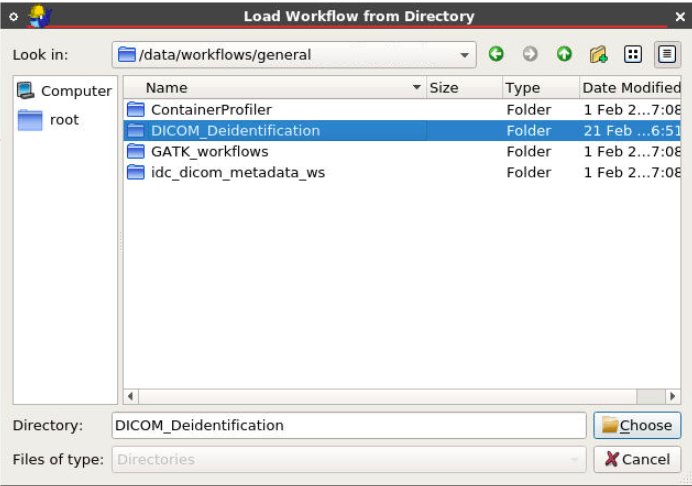 Load Workflow from Directory
Look in: /data/workflows/general
Computer
root
Name Size Type Date Modified
ContainerProfiler Folder 1 Feb 2...7:08
DICOM_Deidentification Folder 21 Feb ...6:51
GATK_workflows Folder 1 Feb 2...7:08
idc_dicom_metadata_ws Folder 1 Feb 2...7:08
Directory: DICOM_Deidentification Choose
Files of type: Directories Cancel